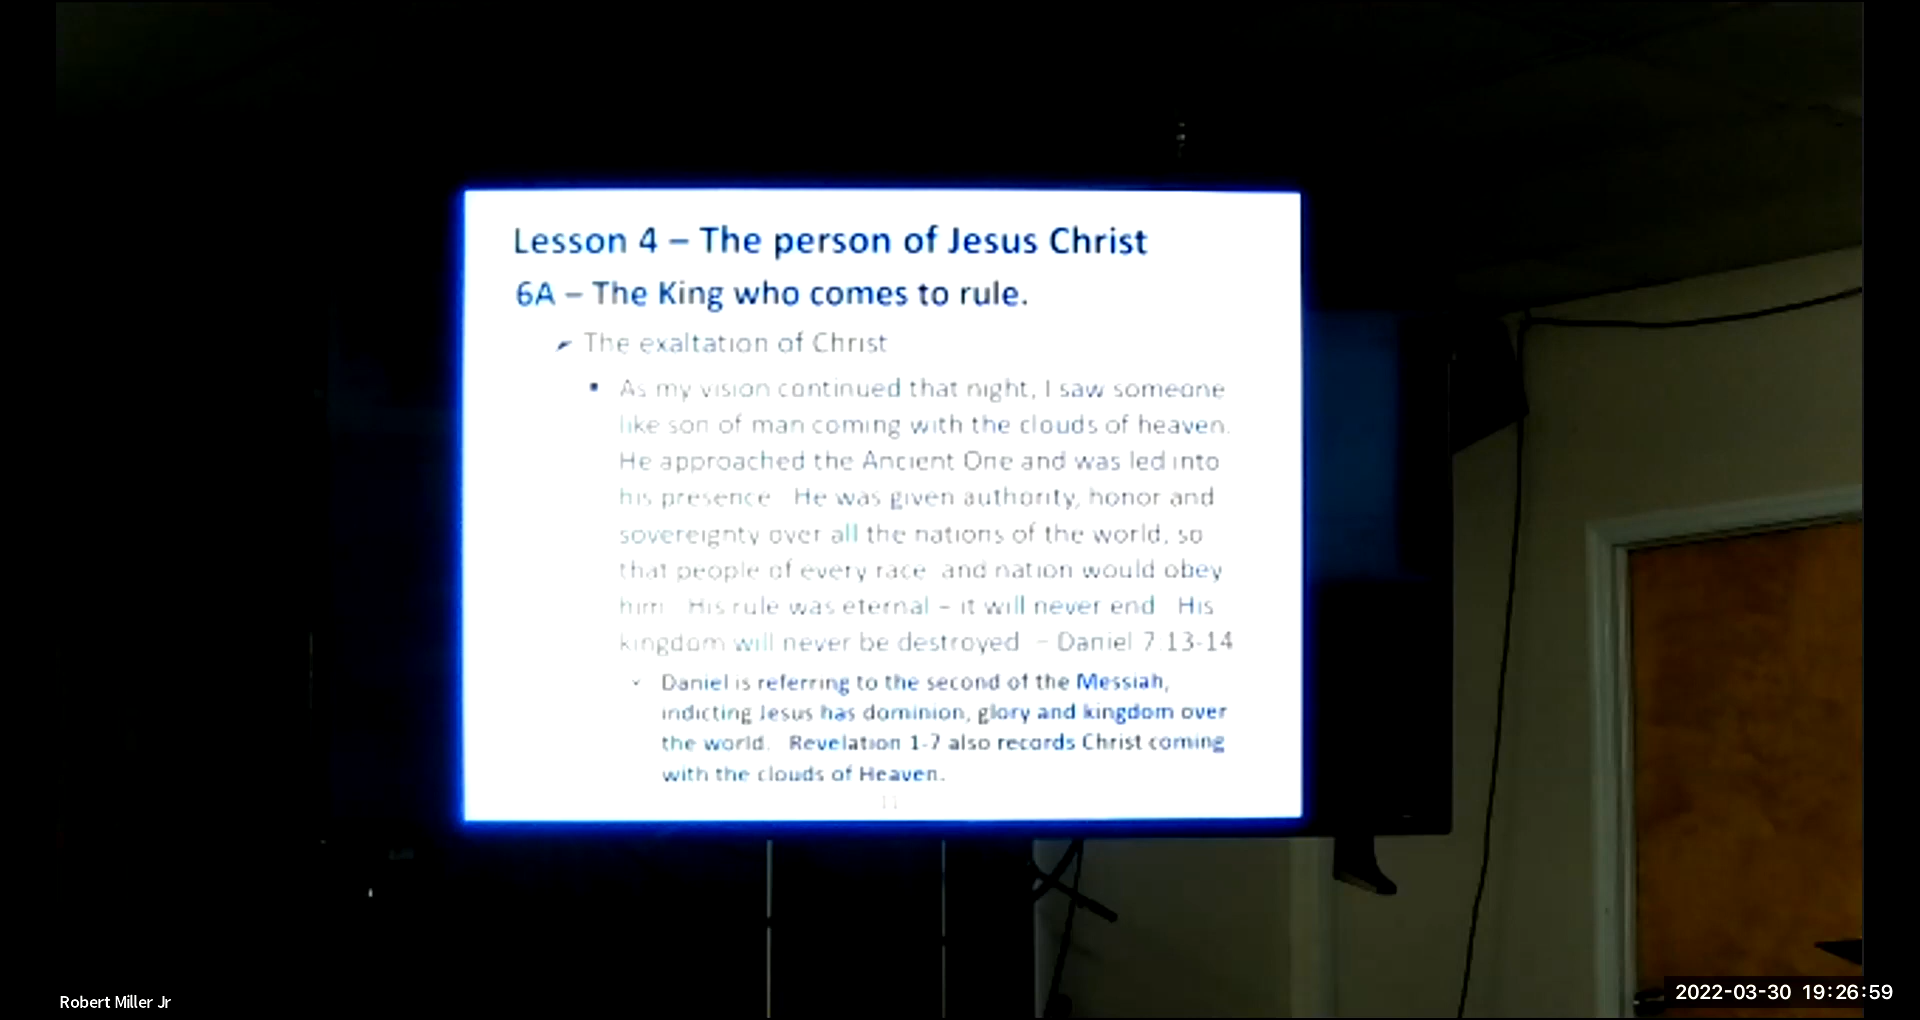 Lesson 4 – The person of Jesus Christ
6A – The King who comes to rule.
The exaltation of Christ
As my vision continued that night, I saw someone
like son of man coming with the clouds of heaven.
He approached the Ancient One and was led into
his presence. He was given authority, honor and
sovereignty over all the nations of the world, so
that people of every race and nation would obey
him. His rule was eternal – it will never end. His
kingdom will never be destroyed. – Daniel 7:13-14
Daniel is referring to the second of the Messiah,
indicting Jesus has dominion, glory and kingdom over
the world. Revelation 1-7 also records Christ coming
with the clouds of Heaven.
11
Robert Miller Jr
2022-03-30 19:26:59